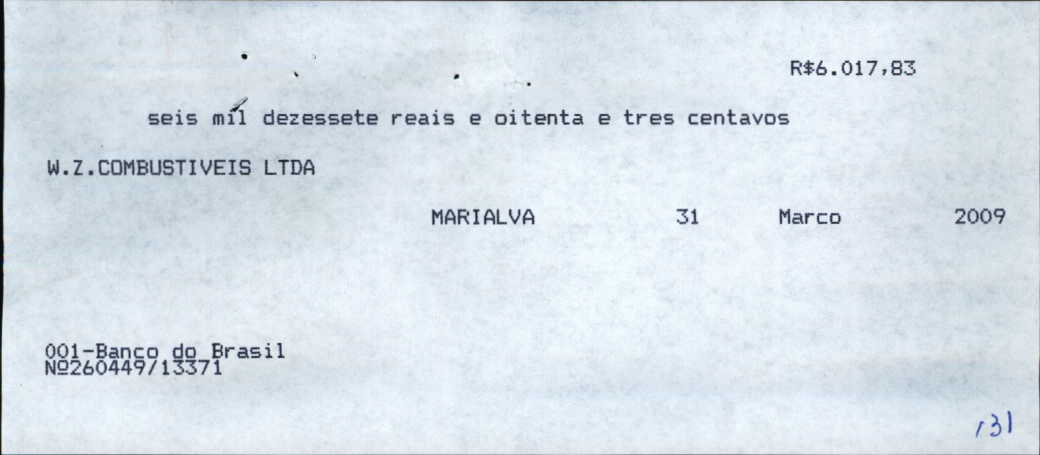 R$6.017,83
seis mil dezessete reais e oitenta e tres centavos
W.Z.COMBUSTIVEIS LTDA
MARIALVA 31 Marco 2009
001-Banco do Brasil
Nº260449/13371
131